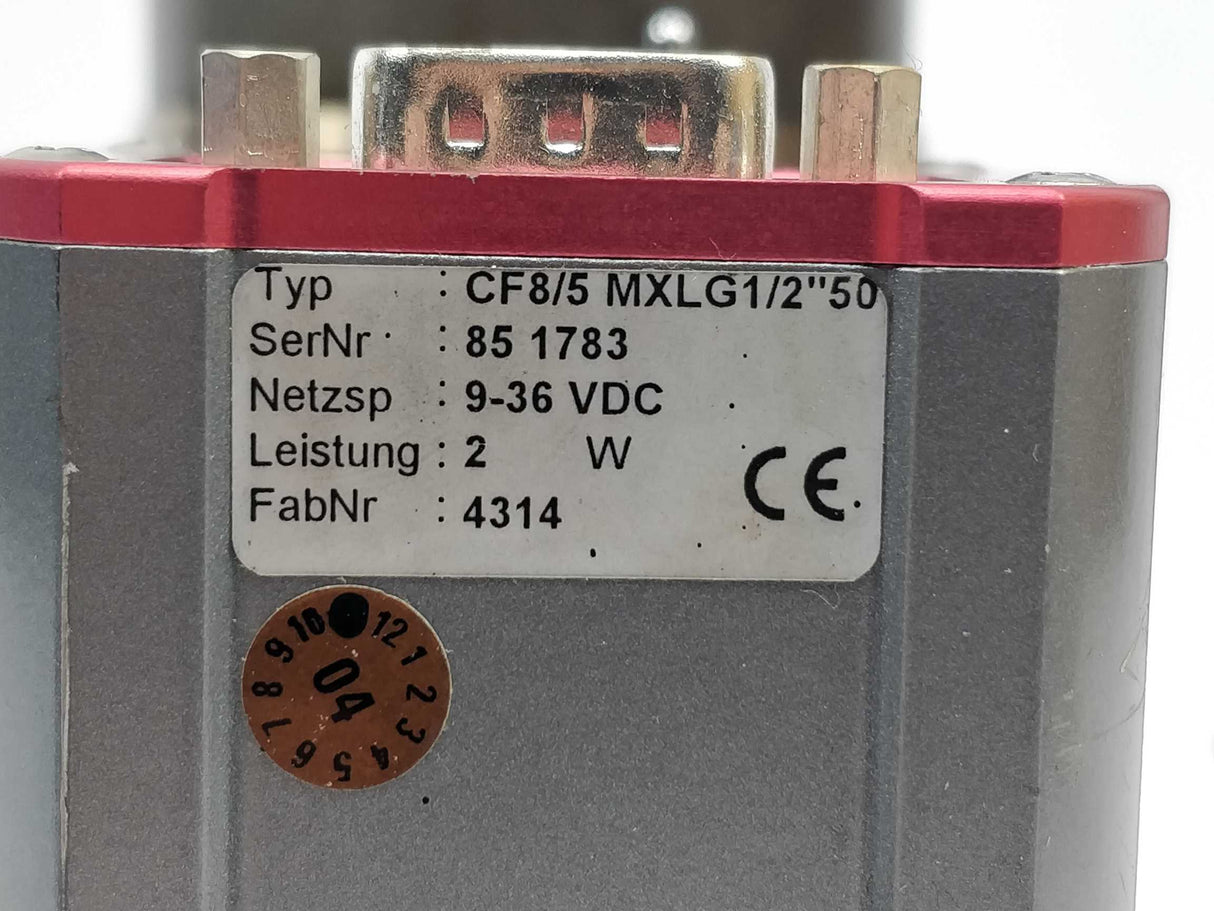 Typ : CF8/5 MXLG1/2"50
SerNr : 85 1783
Netzsp : 9-36 VDC
Leistung : 2 W
FabNr : 4314
CE
04
12
1
2
3
4
5
6
7
8
9
10